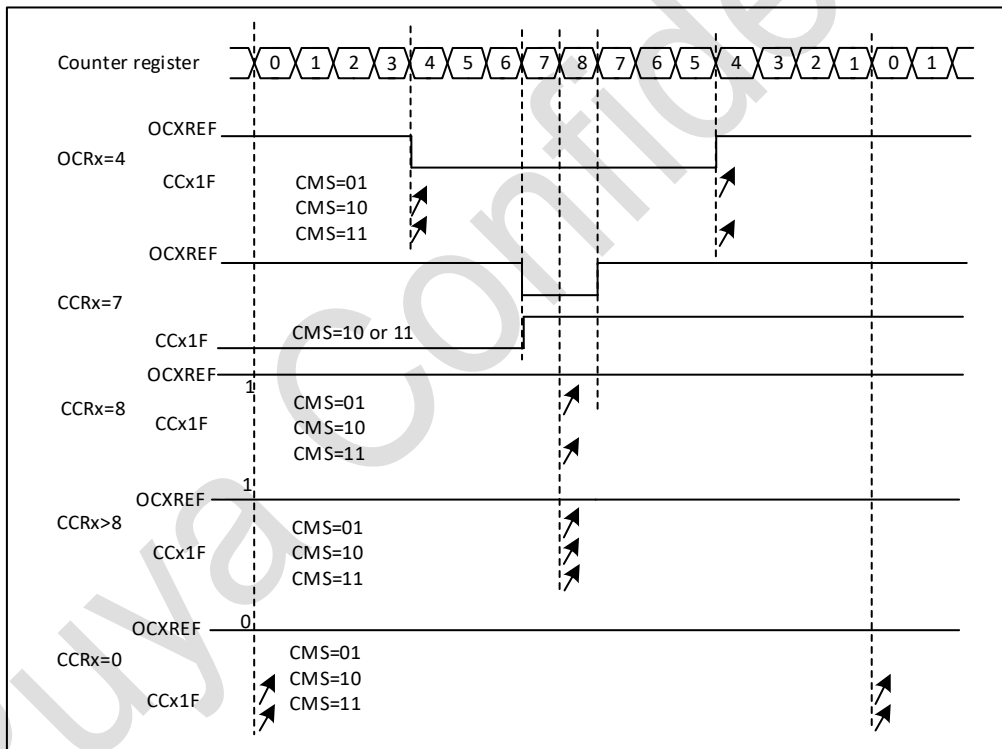 Puya Confide
Counter register 0 1 2 3 4 5 6 7 8 7 6 5 4 3 2 1 0 1
OCXREF
OCRx=4
CCx1F CMS=01
CMS=10
CMS=11
OCXREF
CCRx=7
CCx1F CMS=10 or 11
OCXREF
1
CCRx=8 CMS=01
CCx1F CMS=10
CMS=11
OCXREF 1
CCRx>8 CMS=01
CCx1F CMS=10
CMS=11
OCXREF 0
CCRx=0 CMS=01
CMS=10
CCx1F CMS=11